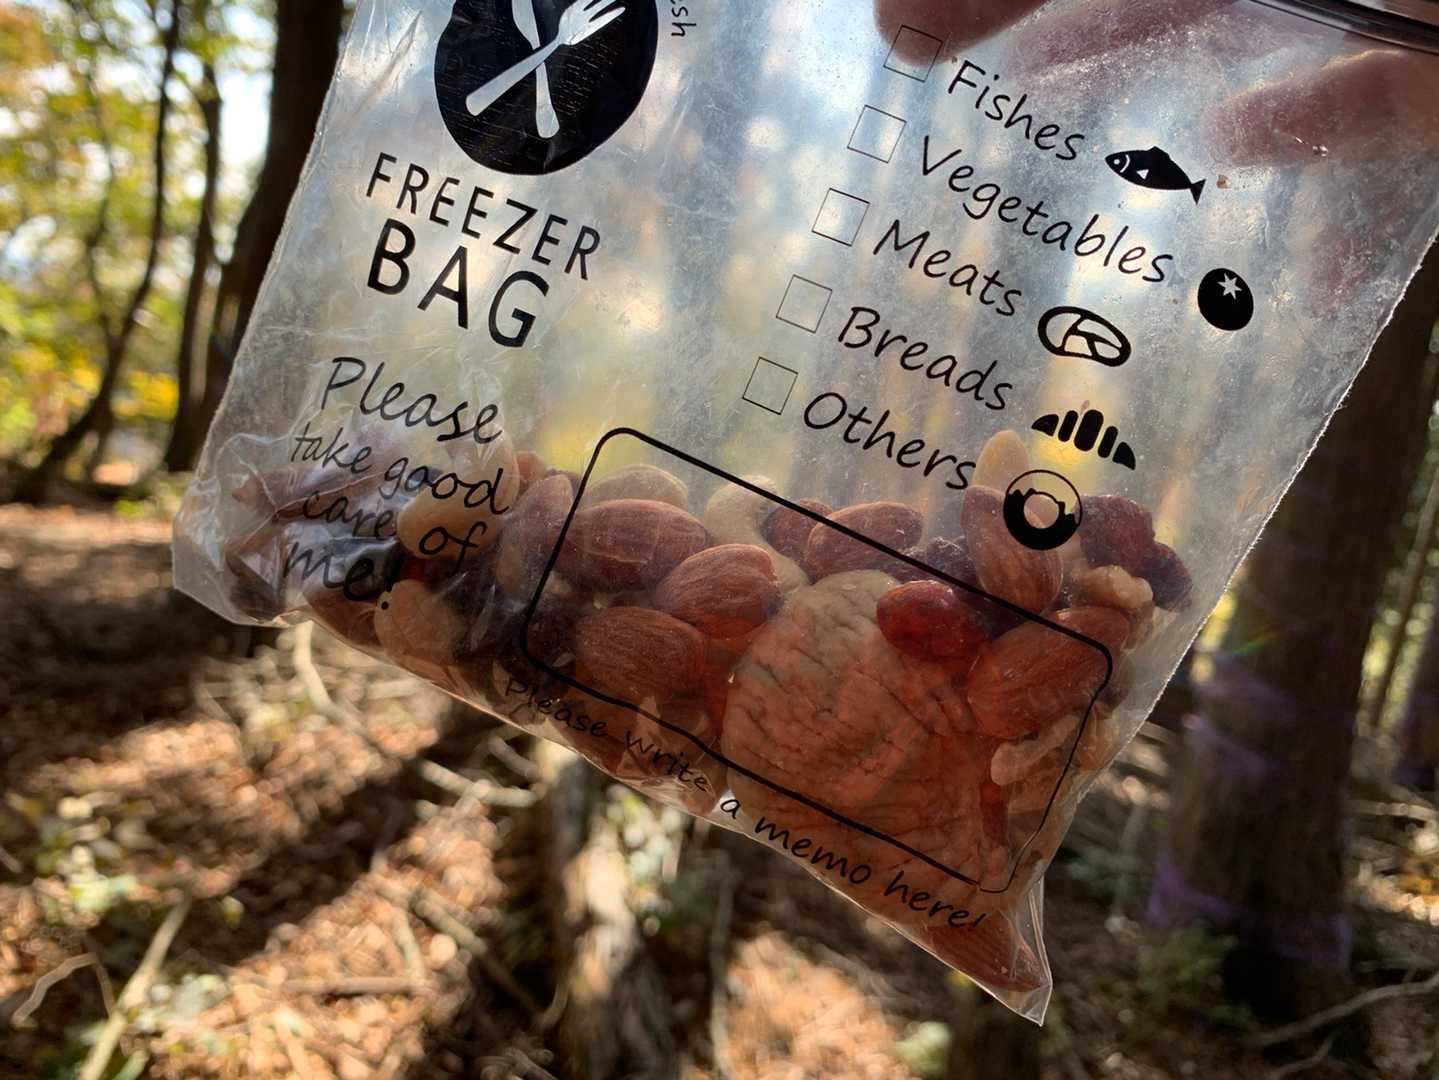 FREEZER
BAG
Please
take good
care of
me!
Fishes
Vegetables
Meats
Breads
Others
Please write a memo here!